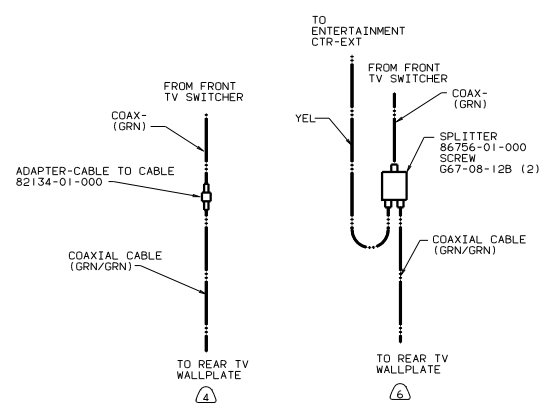 FROM FRONT
TV SWITCHER
COAX-
(GRN)
ADAPTER-CABLE TO CABLE
82134-01-000
COAXIAL CABLE
(GRN/GRN)
TO REAR TV
WALLPLATE
4
TO
ENTERTAINMENT
CTR-EXT
FROM FRONT
TV SWITCHER
COAX-
(GRN)
YEL
SPLITTER
86756-01-000
SCREW
G67-08-12B (2)
COAXIAL CABLE
(GRN/GRN)
TO REAR TV
WALLPLATE
6